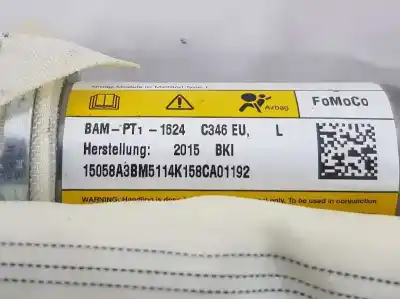 Airbag
FoMoCo
BAM-PT1-1624 C346 EU, L
Herstellung: 2015 BKI
15058A3BM5114K158CA01192
WARNING: Handling is